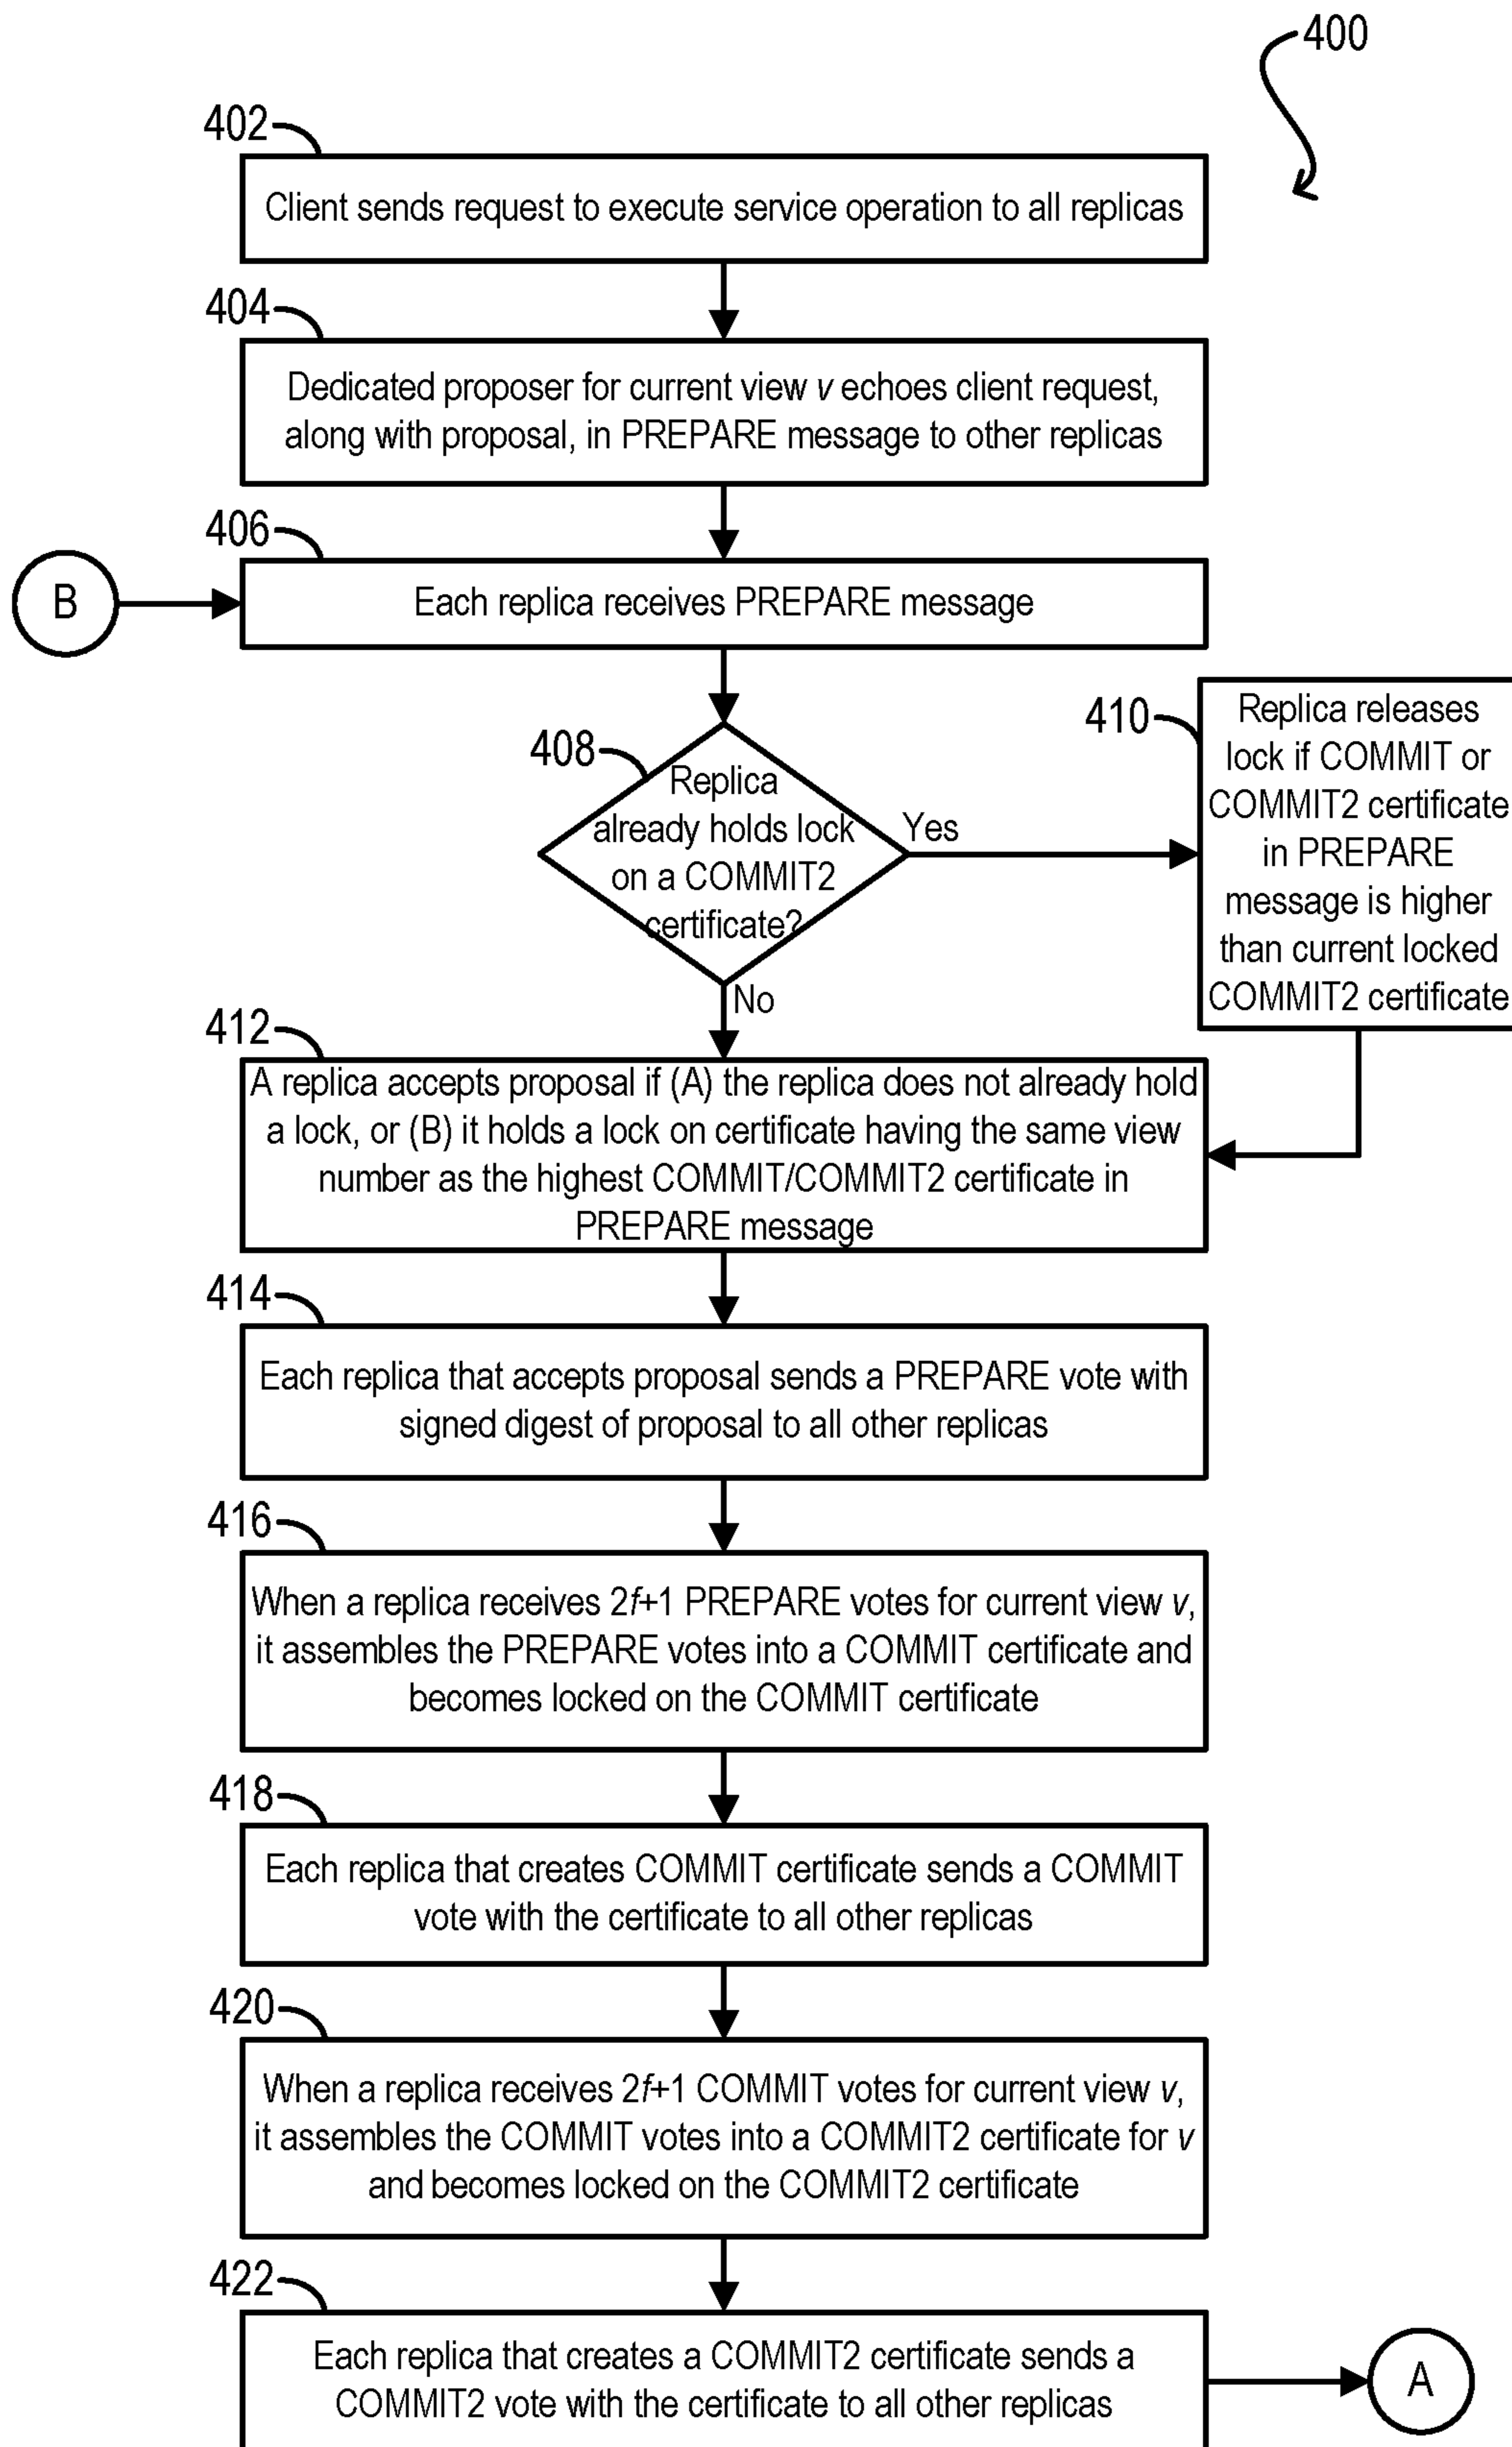 400
402
Client sends request to execute service operation to all replicas
404
Dedicated proposer for current view v echoes client request,
along with proposal, in PREPARE message to other replicas
406
B
Each replica receives PREPARE message
408
Replica
already holds lock
on a COMMIT2
certificate?
Yes
No
410
Replica releases
lock if COMMIT or
COMMIT2 certificate
in PREPARE
message is higher
than current locked
COMMIT2 certificate
412
A replica accepts proposal if (A) the replica does not already hold
a lock, or (B) it holds a lock on certificate having the same view
number as the highest COMMIT/COMMIT2 certificate in
PREPARE message
414
Each replica that accepts proposal sends a PREPARE vote with
signed digest of proposal to all other replicas
416
When a replica receives 2f+1 PREPARE votes for current view v,
it assembles the PREPARE votes into a COMMIT certificate and
becomes locked on the COMMIT certificate
418
Each replica that creates COMMIT certificate sends a COMMIT
vote with the certificate to all other replicas
420
When a replica receives 2f+1 COMMIT votes for current view v,
it assembles the COMMIT votes into a COMMIT2 certificate for v
and becomes locked on the COMMIT2 certificate
422
Each replica that creates a COMMIT2 certificate sends a
COMMIT2 vote with the certificate to all other replicas
A